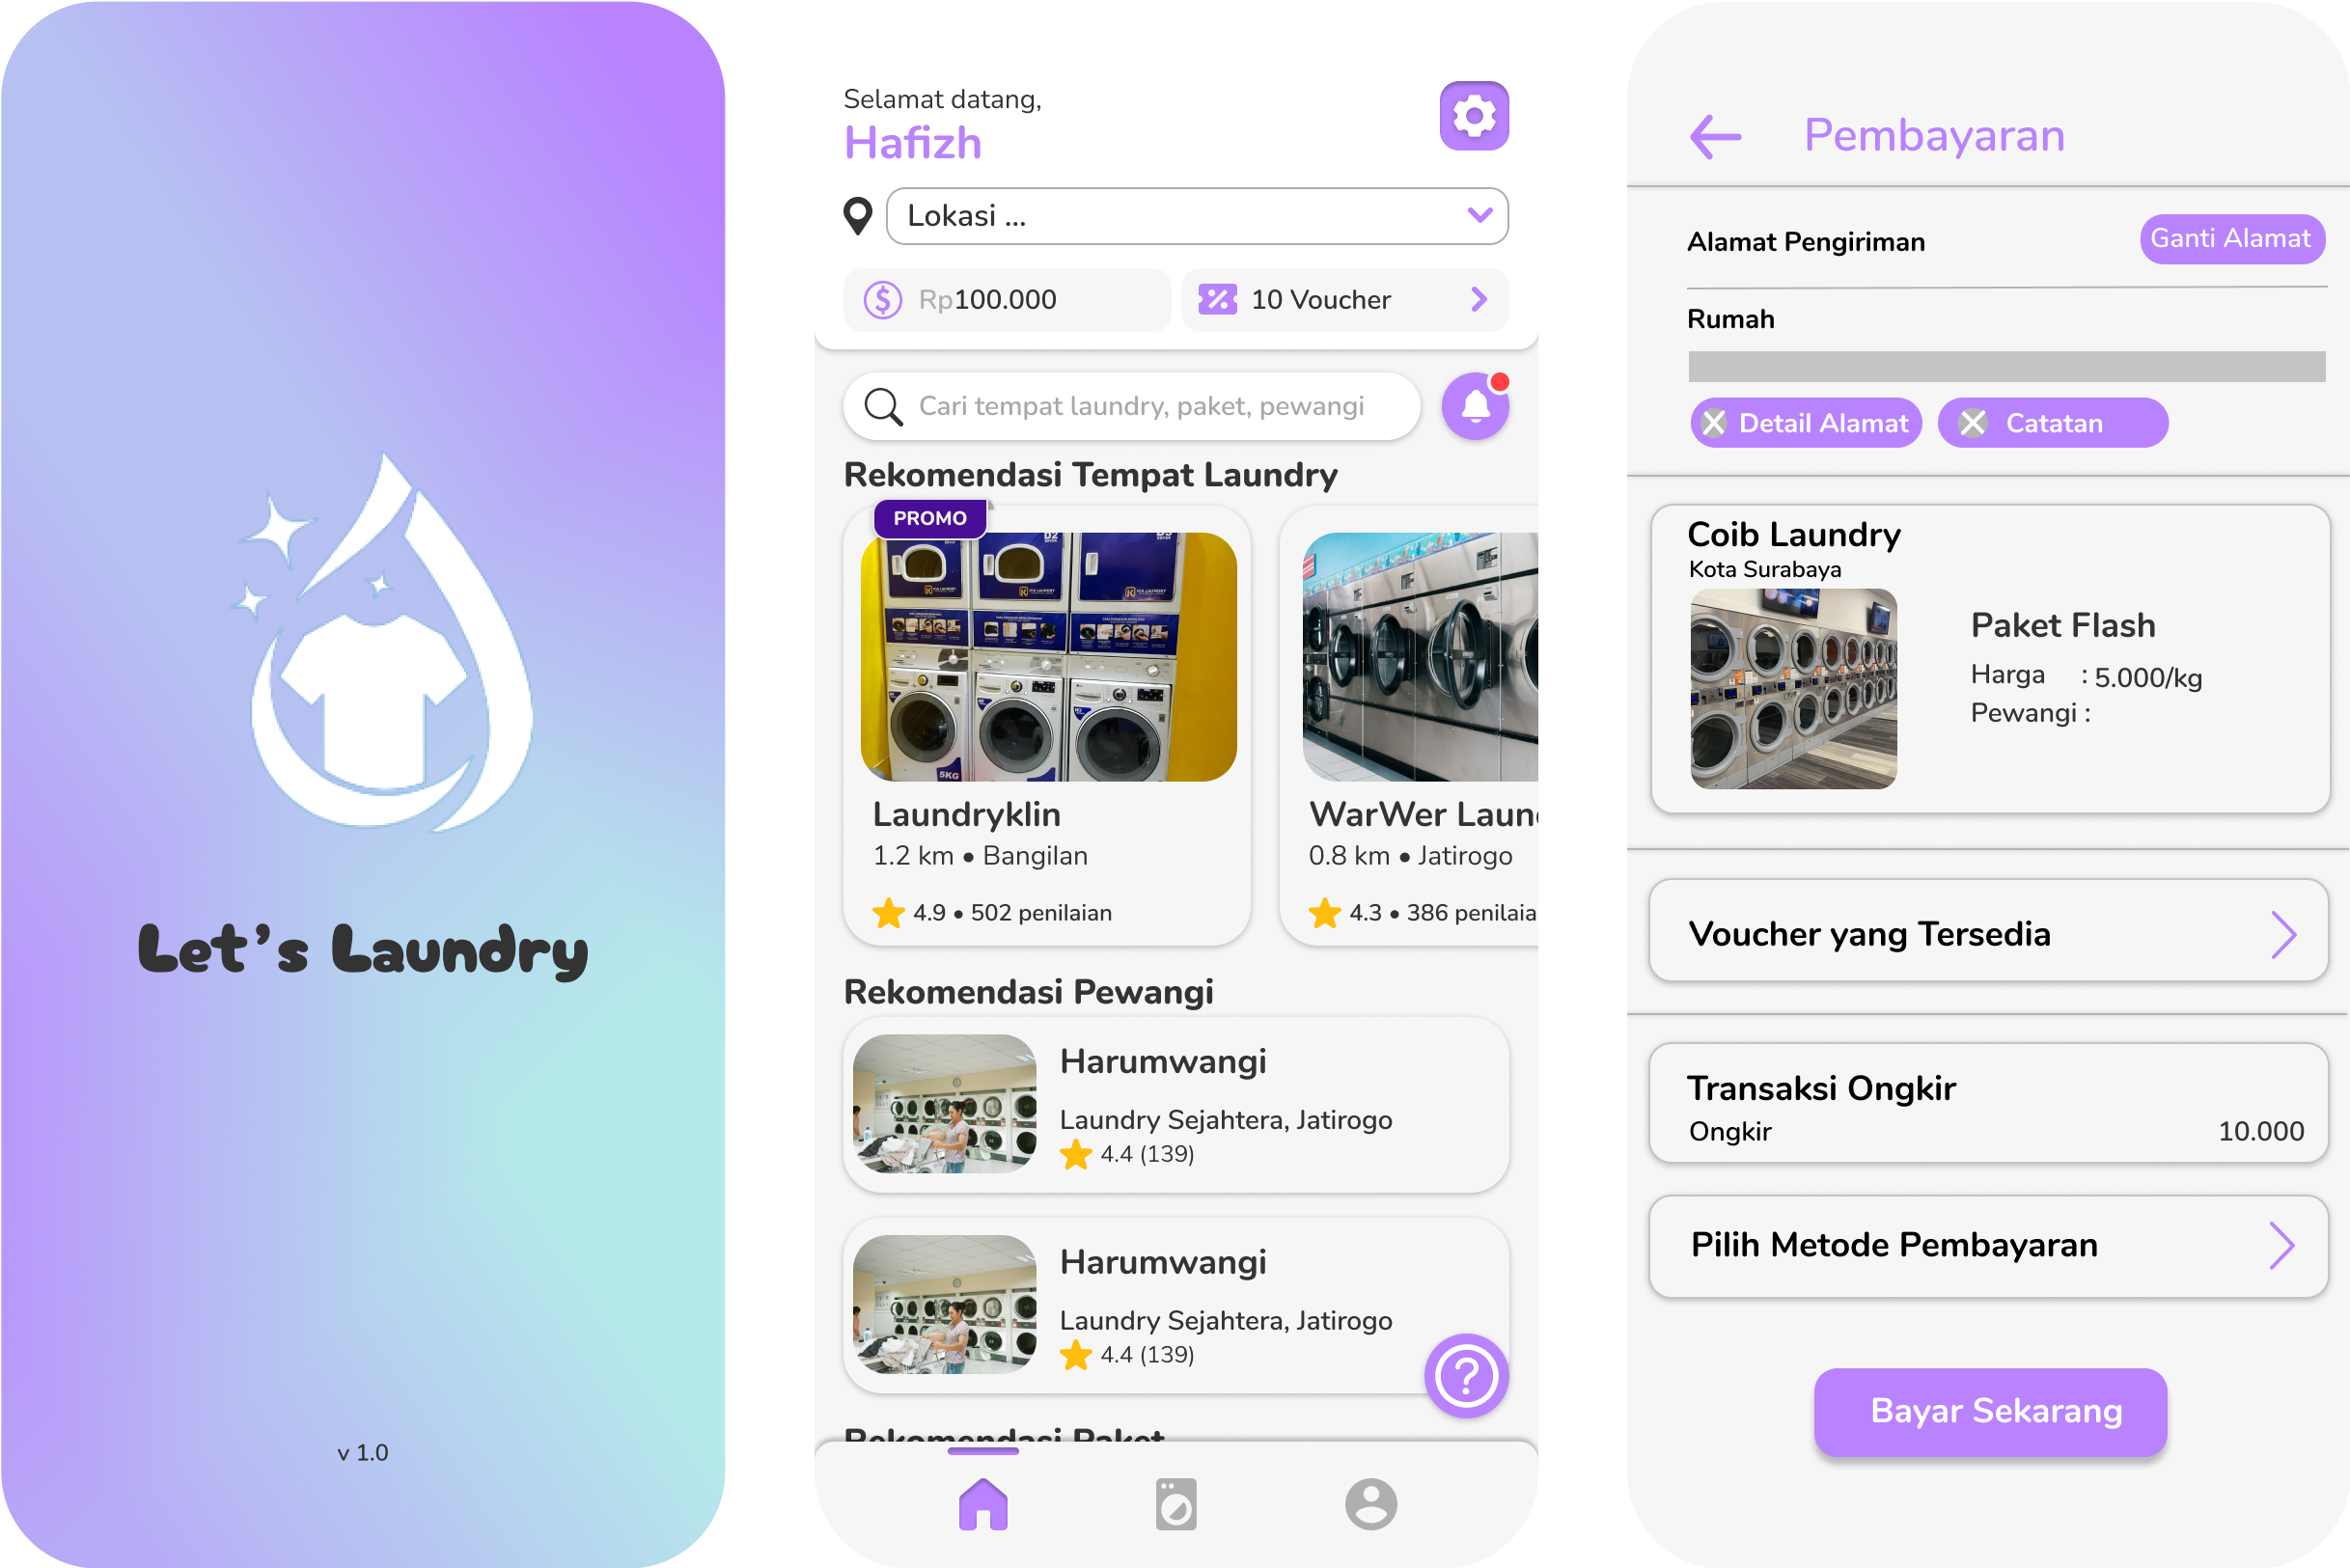 Let's Laundry
v 1.0
Selamat datang,
Hafizh
Lokasi ...
Rp100.000
10 Voucher
Cari tempat laundry, paket, pewangi
Rekomendasi Tempat Laundry
PROMO
D2
5KG
Laundryklin
1.2 km • Bangilan
4.9 • 502 penilaian
WarWer Laun
0.8 km • Jatirogo
4.3 • 386 penilaia
Rekomendasi Pewangi
Harumwangi
Laundry Sejahtera, Jatirogo
4.4 (139)
Harumwangi
Laundry Sejahtera, Jatirogo
4.4 (139)
Rekomendasi Paket
Pembayaran
Alamat Pengiriman
Ganti Alamat
Rumah
Detail Alamat
Catatan
Coib Laundry
Kota Surabaya
Paket Flash
Harga : 5.000/kg
Pewangi :
Voucher yang Tersedia
Transaksi Ongkir
Ongkir 10.000
Pilih Metode Pembayaran
Bayar Sekarang